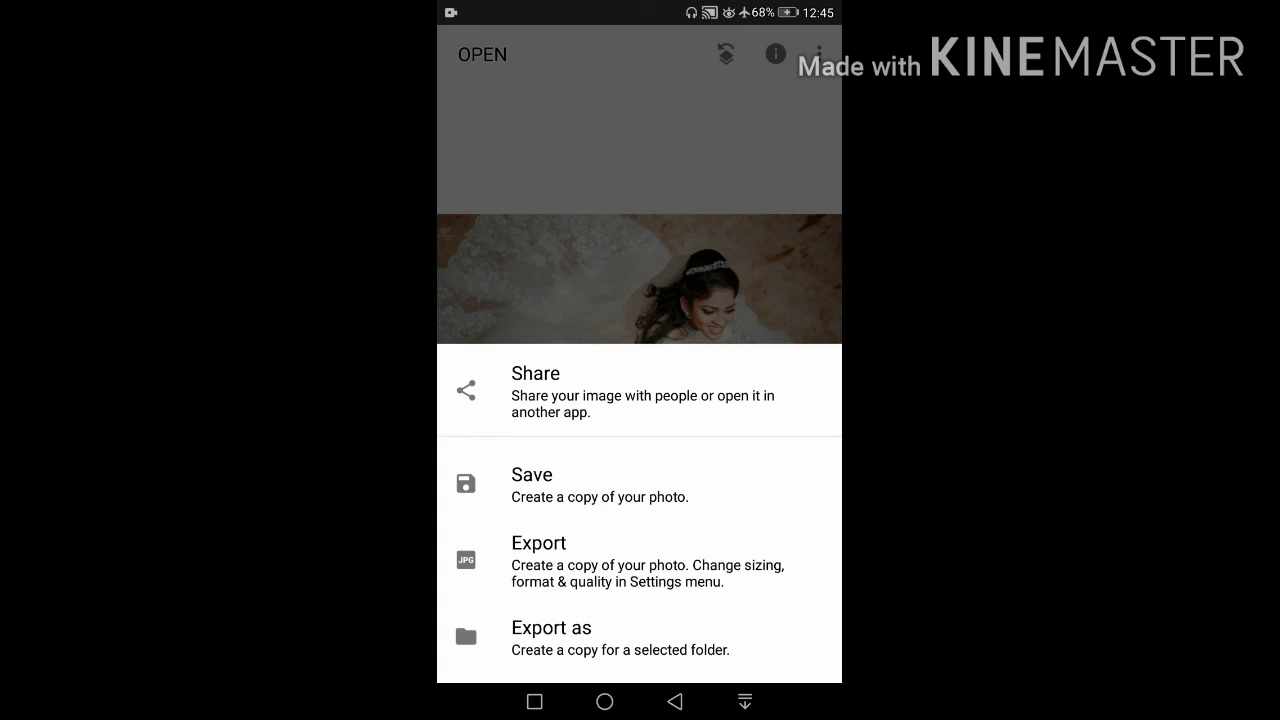 68% 12:45
OPEN
Made with KINEMASTER
Share
Share your image with people or open it in
another app.
Save
Create a copy of your photo.
JPG
Export
Create a copy of your photo. Change sizing,
format & quality in Settings menu.
Export as
Create a copy for a selected folder.